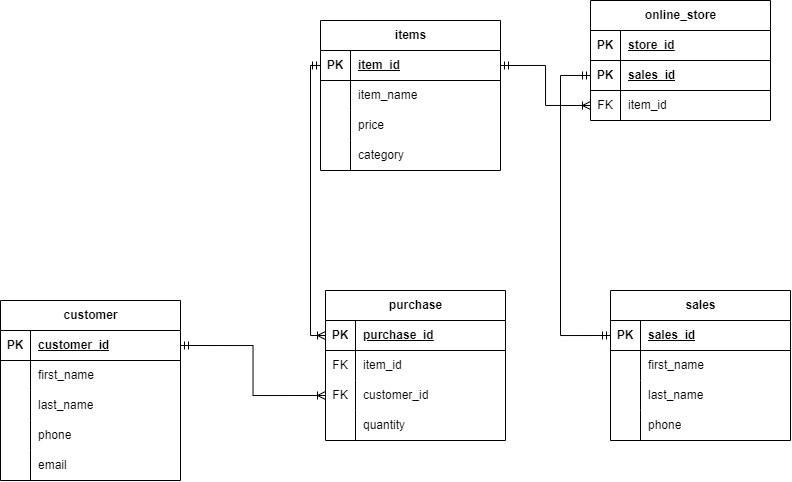 items
PK item_id
item_name
price
category
online_store
PK store_id
PK sales_id
FK item_id
customer
PK customer_id
first_name
last_name
phone
email
purchase
PK purchase_id
FK item_id
FK customer_id
quantity
sales
PK sales_id
first_name
last_name
phone